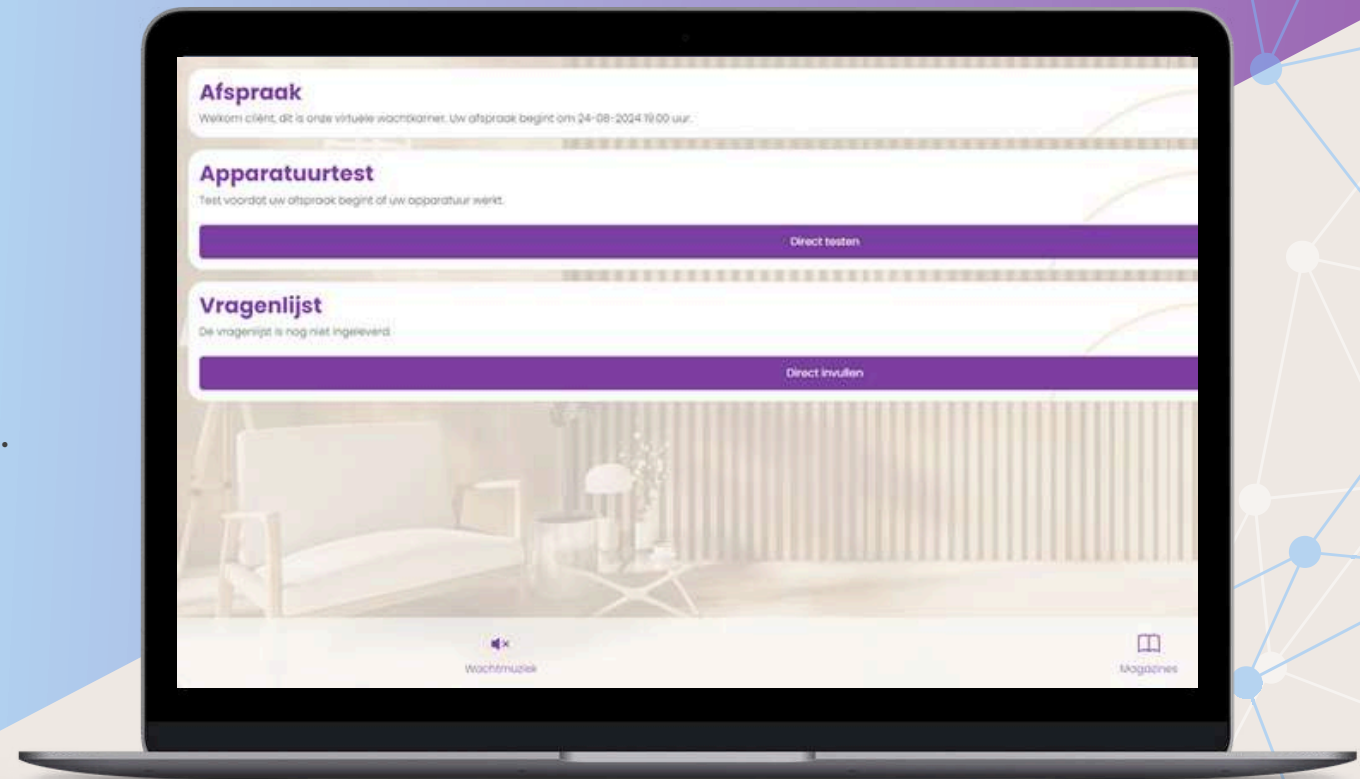 Afspraak
Welkom cliënt, dit is onze virtuele wachtkamer. Uw afspraak begint om 24-08-2024 19:00 uur.
Apparatuurtest
Test voordat uw afspraak begint of uw apparatuur werkt.
Direct testen
Vragenlijst
De vragenlijst is nog niet ingeleverd.
Direct invullen
Wachtmuziek
Magazines